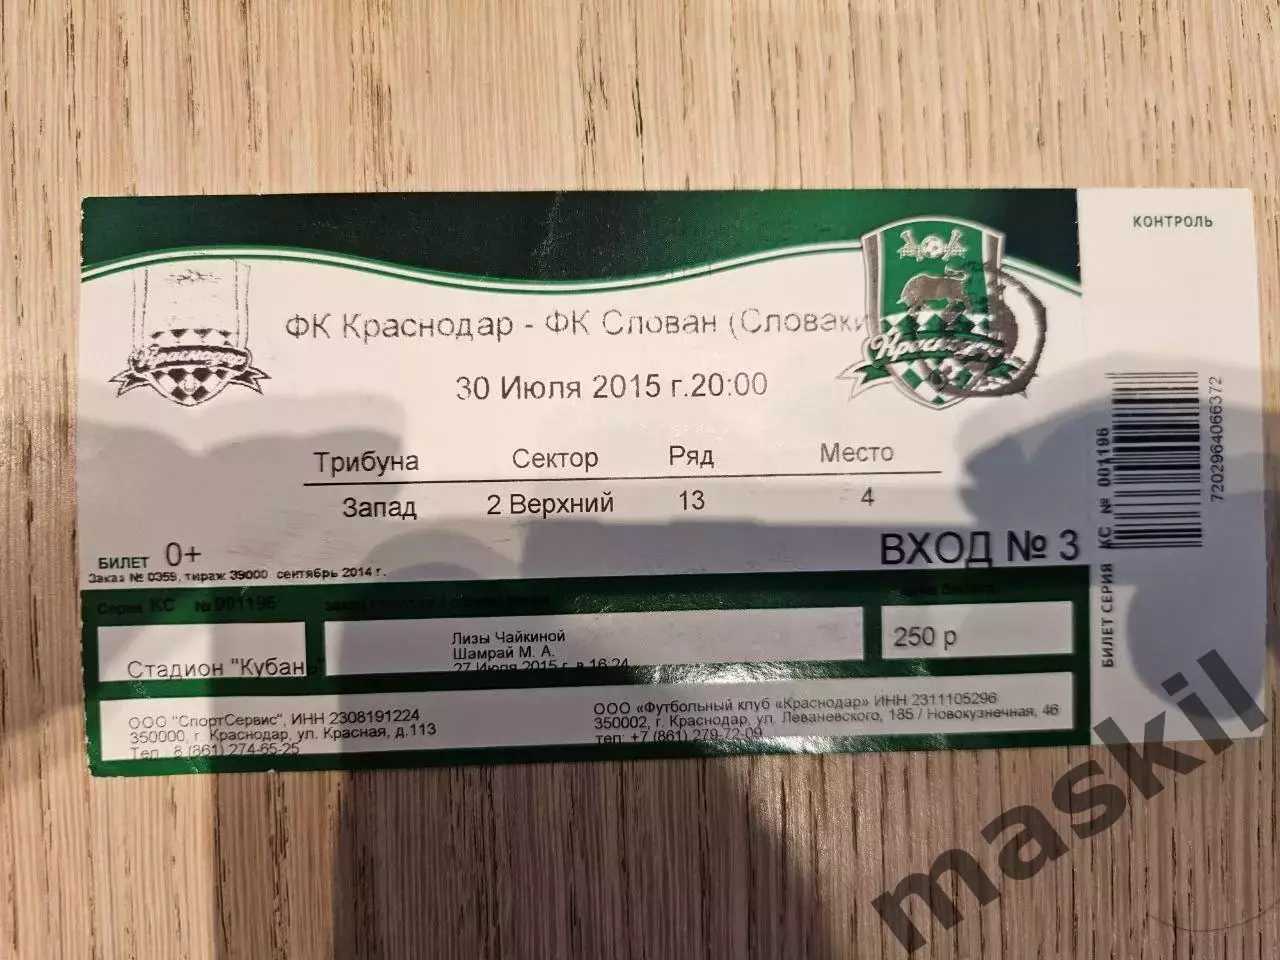 КОНТРОЛЬ
Краснодар
Краснодар
ФК Краснодар - ФК Слован (Словаки
30 Июля 2015 г.20:00
Трибуна Сектор Ряд Место
Запад 2 Верхний 13 4
ВХОД № 3
БИЛЕТ 0+
Заказ № 0359, тираж 39000. сентябрь 2014 г.
Серия КС № 001196
Лизы Чайкиной
Шамрай М. А.
27 Июля 2015 г. в 16:24
250 р
Стадион "Кубань"
ООО "СпортСервис", ИНН 2308191224
350000, г. Краснодар, ул. Красная, д.113
Тел.: 8 (861) 274-65-25
ООО «Футбольный клуб «Краснодар» ИНН 2311105296
350002, г. Краснодар, ул. Леваневского, 185 / Новокузнечная, 46
тел: +7 (861) 279-72-09
БИЛЕТ СЕРИЯ КС № 001196
7202964066372
maskil